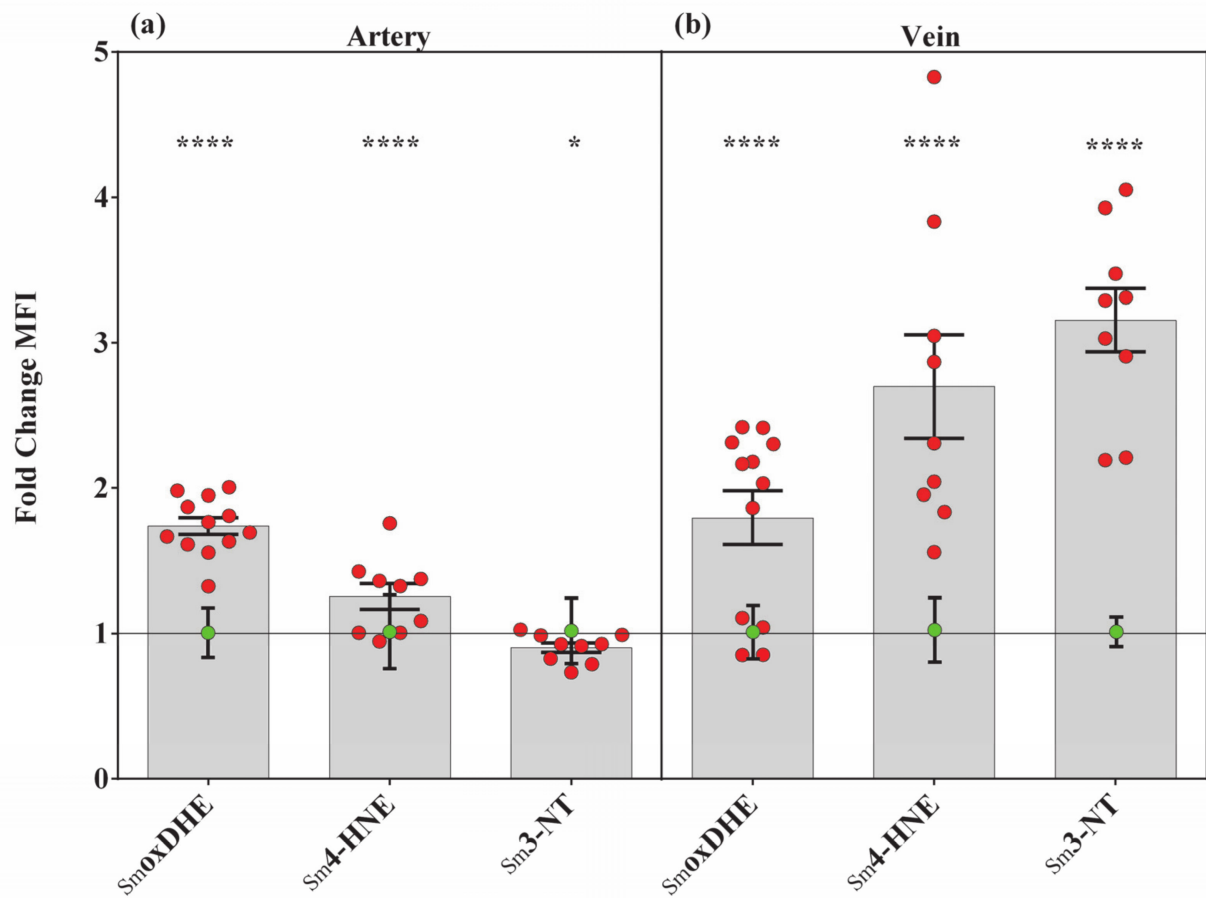 (a)
Artery
(b)
Vein
Fold Change MFI
5
4
3
2
1
0
****
****
*
****
****
****
SmoxDHE
Sm4-HNE
Sm3-NT
SmoxDHE
Sm4-HNE
Sm3-NT